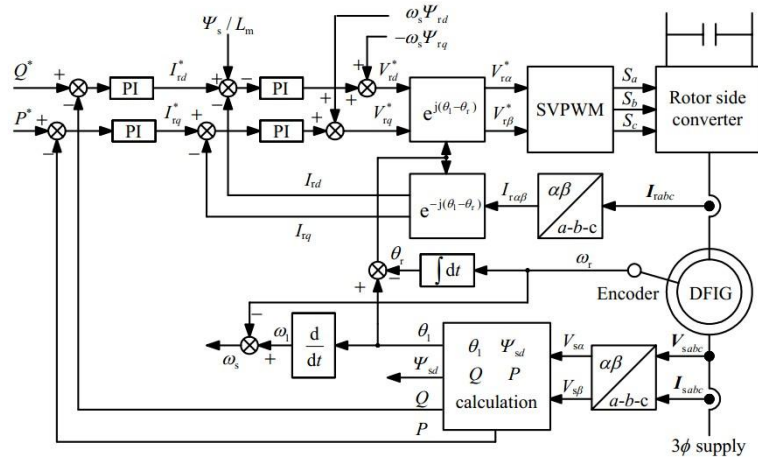 Ψs / Lm
ωsΨrd
−ωsΨrq
Q*
+
−
PI
I*rd
+
−
−
PI
+
+
V*rd
ej(θ1−θr)
V*rα
SVPWM
Sa
Sb
Sc
Rotor side
converter
P*
+
−
PI
I*rq
+
−
PI
+
+
V*rq
V*rβ
Ird
Irq
e−j(θ1−θr)
Irαβ
αβ
a-b-c
Irabc
θr
−
+
∫ dt
ωr
Encoder
DFIG
−
+
ωs
ω1
d
dt
θ1
Ψsd
Q
P
θ1 Ψsd
Q P
calculation
Vsα
Vsβ
αβ
a-b-c
Vsabc
Isabc
3ϕ supply